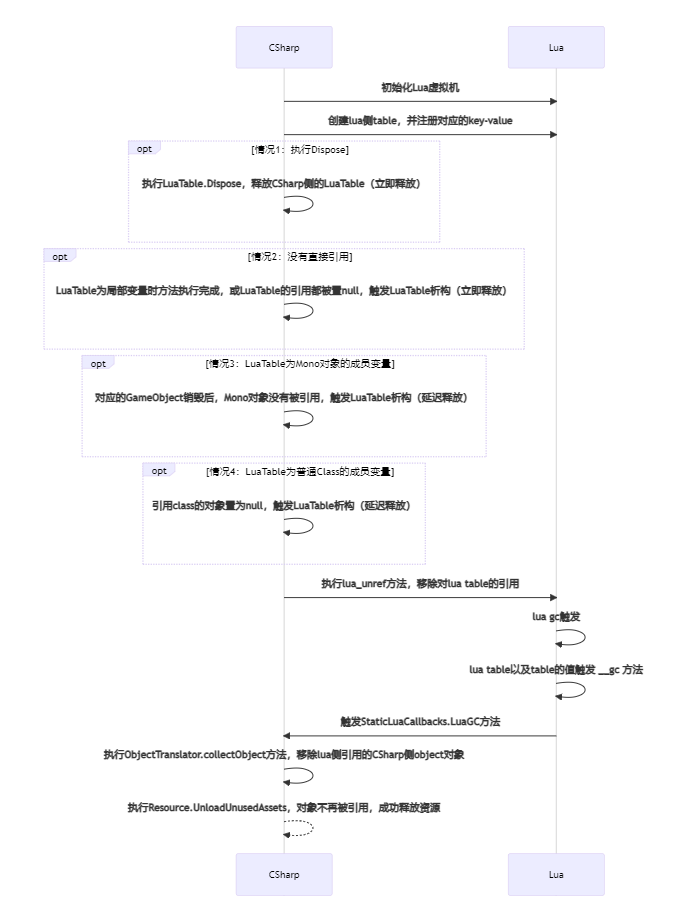 CSharp
Lua
初始化Lua虚拟机
创建lua侧table，并注册对应的key-value
opt
[情况1：执行Dispose]
执行LuaTable.Dispose，释放CSharp侧的LuaTable（立即释放）
opt
[情况2：没有直接引用]
LuaTable为局部变量时方法执行完成，或LuaTable的引用都被置null，触发LuaTable析构（立即释放）
opt
[情况3：LuaTable为Mono对象的成员变量]
对应的GameObject销毁后，Mono对象没有被引用，触发LuaTable析构（延迟释放）
opt
[情况4：LuaTable为普通Class的成员变量]
引用class的对象置为null，触发LuaTable析构（延迟释放）
执行lua_unref方法，移除对lua table的引用
lua gc触发
lua table以及table的值触发 __gc 方法
触发StaticLuaCallbacks.LuaGC方法
执行ObjectTranslator.collectObject方法，移除lua侧引用的CSharp侧object对象
执行Resource.UnloadUnusedAssets，对象不再被引用，成功释放资源
CSharp
Lua